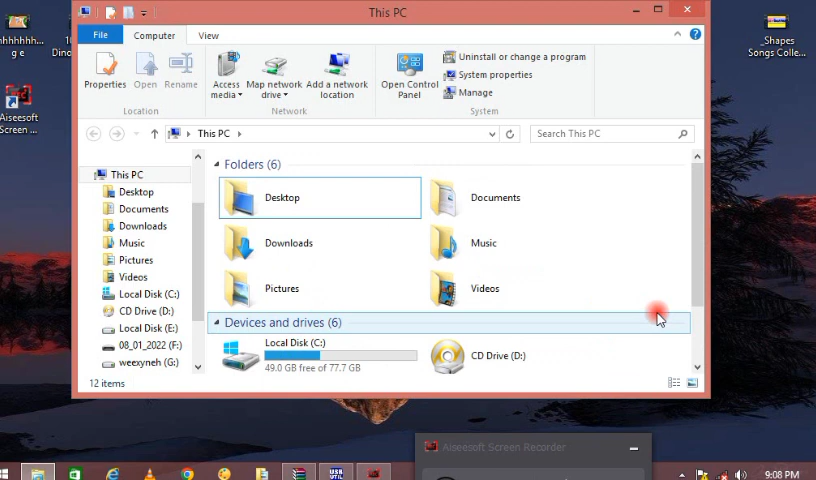 This PC
File
Computer
View
Properties
Open
Rename
Access media
Map network drive
Add a network location
Open Control Panel
Uninstall or change a program
System properties
Manage
Location
Network
System
This PC
Search This PC
This PC
Desktop
Documents
Downloads
Music
Pictures
Videos
Local Disk (C:)
CD Drive (D:)
Local Disk (E:)
08_01_2022 (F:)
weexyneh (G:)
Folders (6)
Desktop
Documents
Downloads
Music
Pictures
Videos
Devices and drives (6)
Local Disk (C:)
49.0 GB free of 77.7 GB
CD Drive (D:)
12 items
Aiseesoft
Screen ...
_Shapes
Songs Colle...
Aiseesoft Screen Recorder
9:08 PM